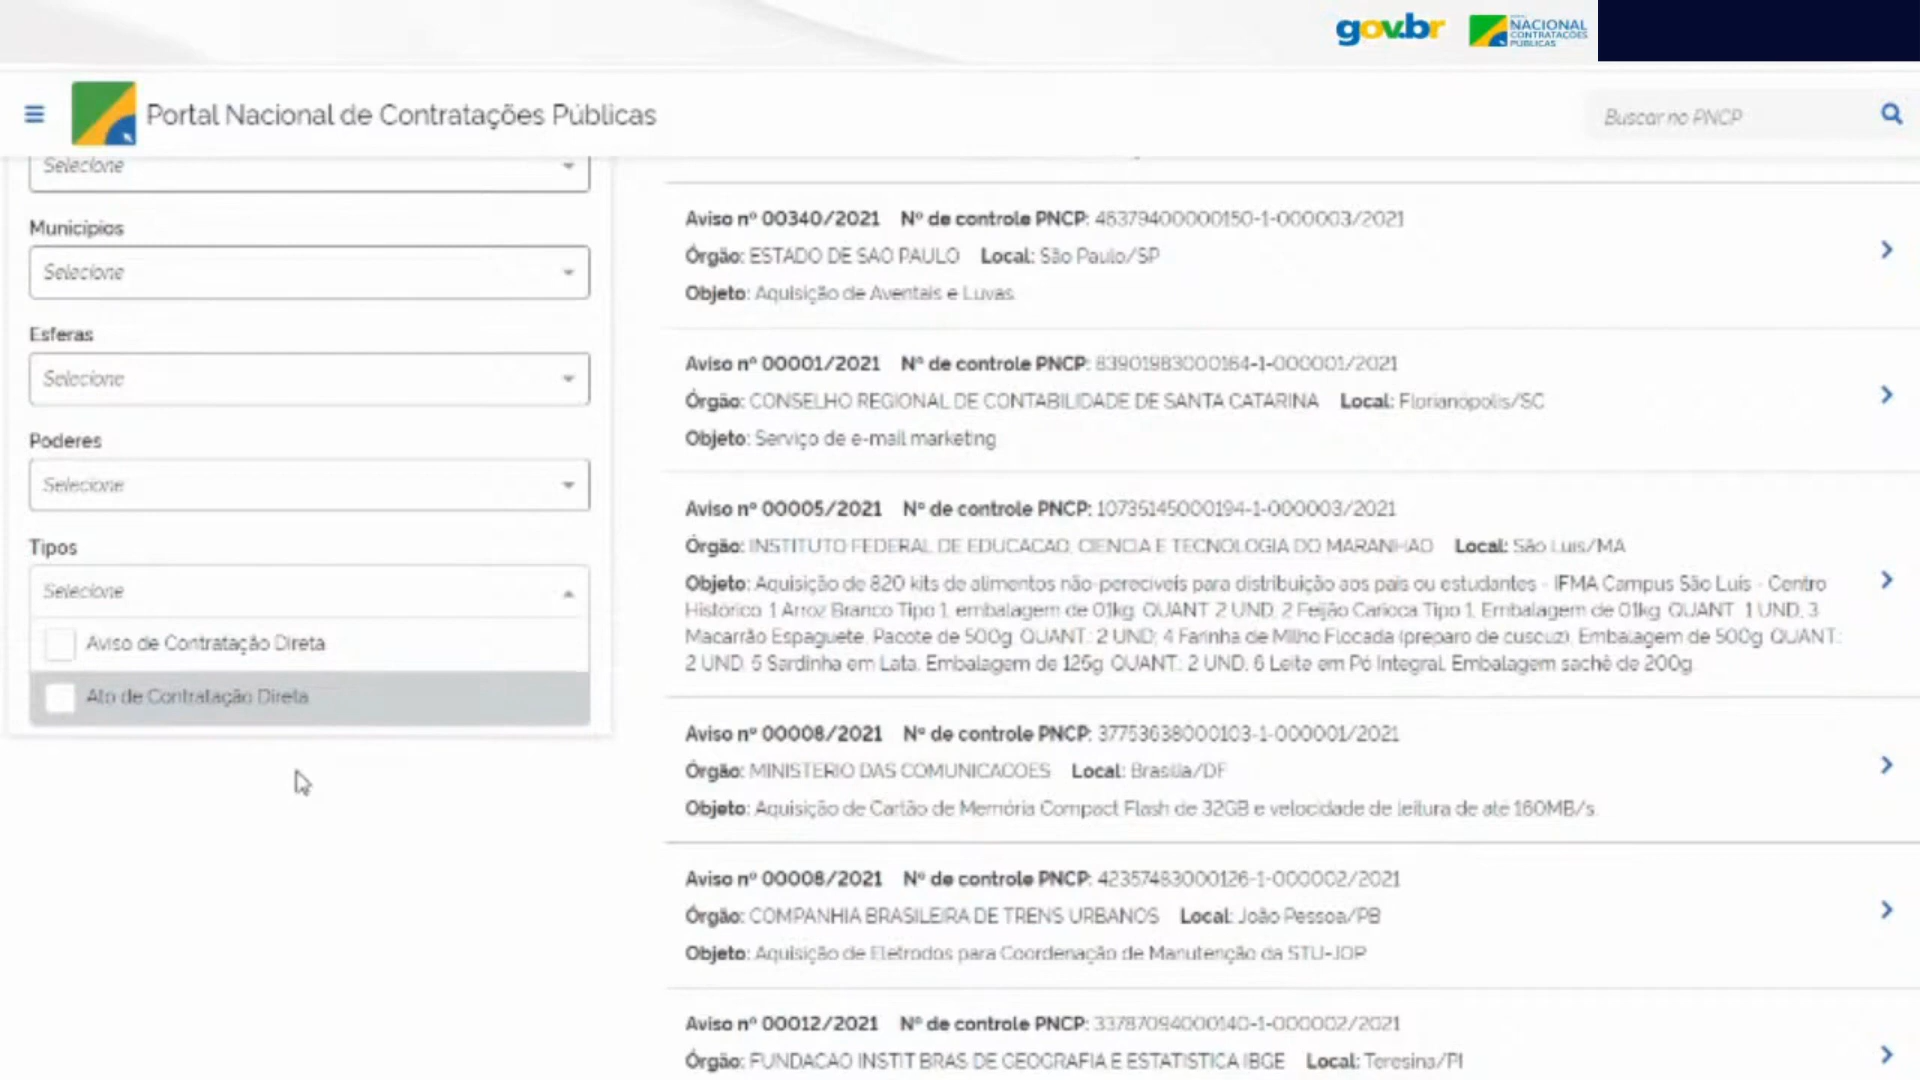 gov.br
NACIONAL
CONTRATAÇÕES
PÚBLICAS
Portal Nacional de Contratações Públicas
Buscar no PNCP
Selecione
Municípios
Selecione
Esferas
Selecione
Poderes
Selecione
Tipos
Selecione
Aviso de Contratação Direta
Ato de Contratação Direta
Aviso nº 00340/2021 Nº de controle PNCP: 46379400000150-1-000003/2021
Órgão: ESTADO DE SAO PAULO Local: São Paulo/SP
Objeto: Aquisição de Aventais e Luvas
Aviso nº 00001/2021 Nº de controle PNCP: 83901983000164-1-000001/2021
Órgão: CONSELHO REGIONAL DE CONTABILIDADE DE SANTA CATARINA Local: Florianópolis/SC
Objeto: Serviço de e-mail marketing
Aviso nº 00005/2021 Nº de controle PNCP: 10735145000194-1-000003/2021
Órgão: INSTITUTO FEDERAL DE EDUCACAO, CIENCIA E TECNOLOGIA DO MARANHAO Local: São Luís/MA
Objeto: Aquisição de 820 kits de alimentos não-perecíveis para distribuição aos pais ou estudantes - IFMA Campus São Luís - Centro
Histórico. 1 Arroz Branco Tipo 1, embalagem de 01kg. QUANT. 2 UND, 2 Feijão Carioca Tipo 1, Embalagem de 01kg. QUANT. 1 UND, 3
Macarrão Espaguete, Pacote de 500g. QUANT.: 2 UND; 4 Farinha de Milho Flocada (preparo de cuscuz), Embalagem de 500g. QUANT.:
2 UND. 5 Sardinha em Lata. Embalagem de 125g. QUANT.: 2 UND. 6 Leite em Pó Integral. Embalagem sachê de 200g.
Aviso nº 00008/2021 Nº de controle PNCP: 37753638000103-1-000001/2021
Órgão: MINISTERIO DAS COMUNICACOES Local: Brasília/DF
Objeto: Aquisição de Cartão de Memória Compact Flash de 32GB e velocidade de leitura de até 160MB/s.
Aviso nº 00008/2021 Nº de controle PNCP: 42357483000126-1-000002/2021
Órgão: COMPANHIA BRASILEIRA DE TRENS URBANOS Local: João Pessoa/PB
Objeto: Aquisição de Eletrodos para Coordenação de Manutenção da STU-JOP
Aviso nº 00012/2021 Nº de controle PNCP: 33787094000140-1-000002/2021
Órgão: FUNDACAO INSTIT BRAS DE GEOGRAFIA E ESTATISTICA IBGE Local: Teresina/PI